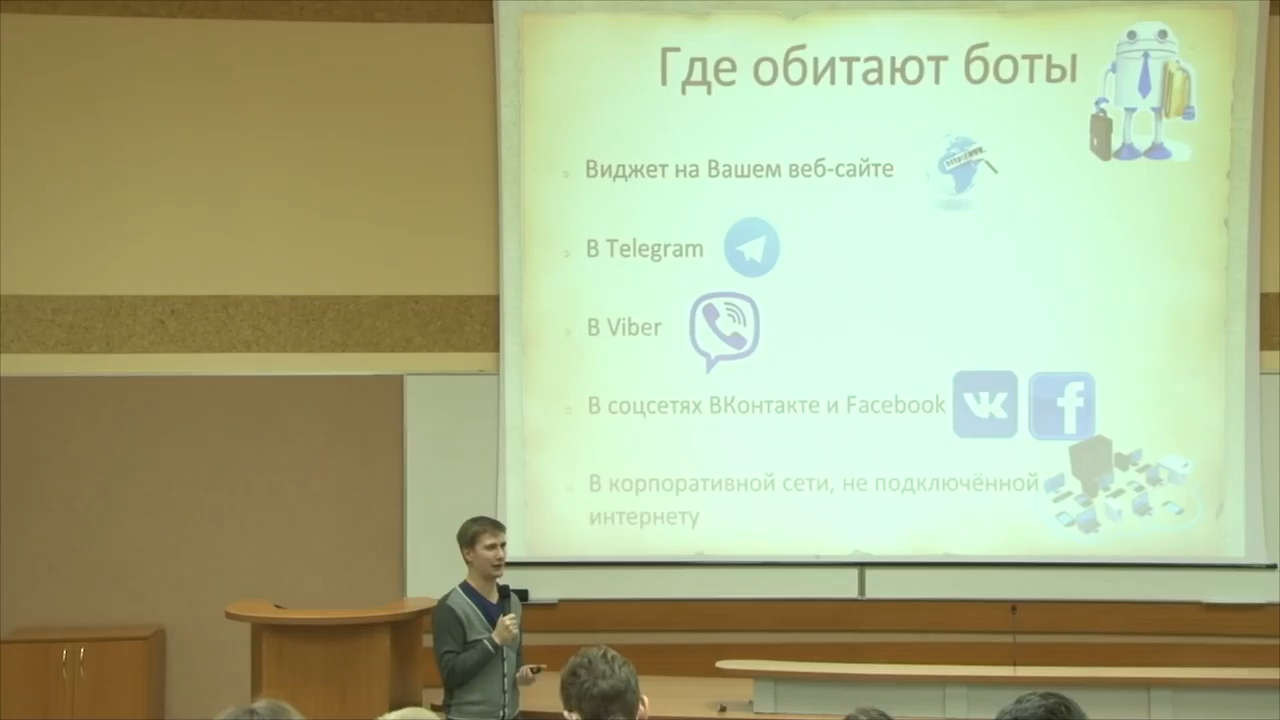 Где обитают боты
Виджет на Вашем веб-сайте
В Telegram
В Viber
В соцсетях ВКонтакте и Facebook
В корпоративной сети, не подключённой
интернету